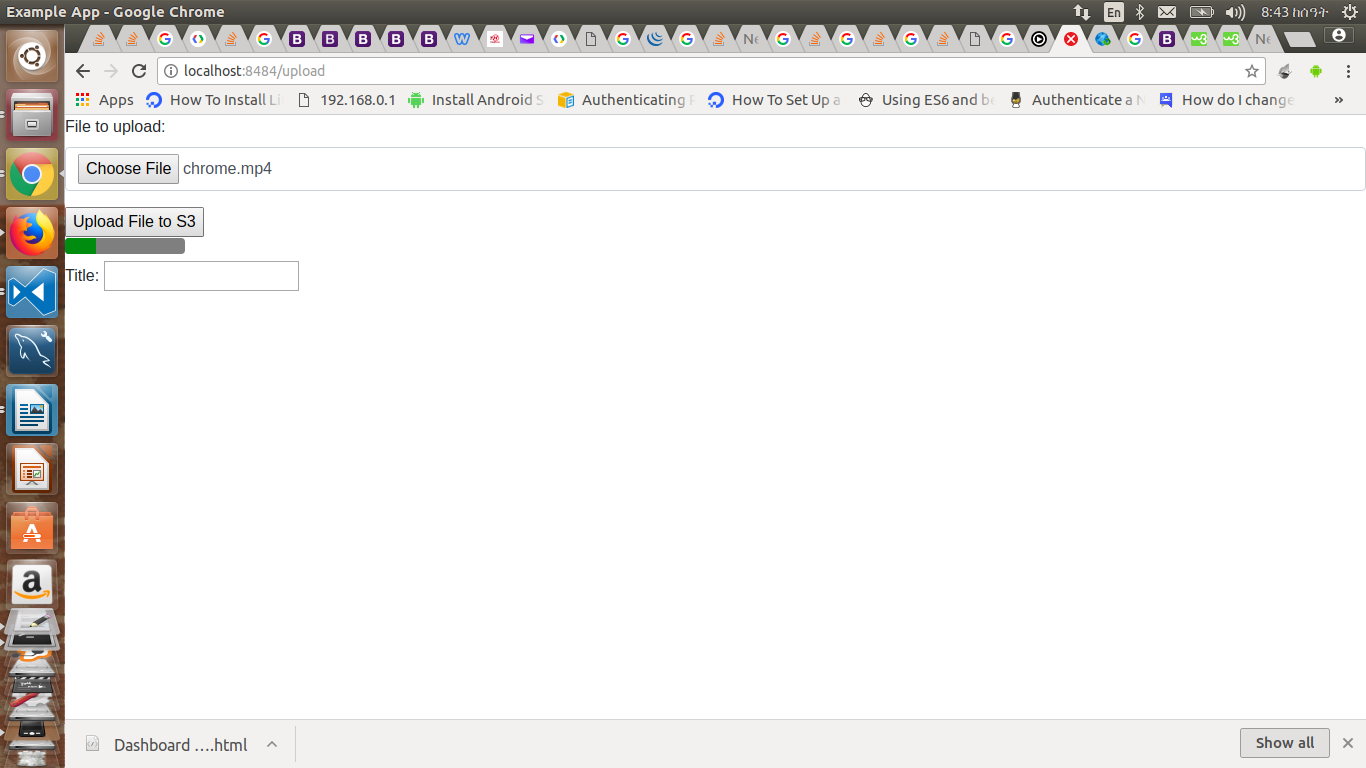 Example App - Google Chrome
En
8:43 ከሰዓት
Ne
Ne
localhost:8484/upload
Apps
How To Install Li
192.168.0.1
Install Android S
Authenticating R
How To Set Up a
Using ES6 and be
Authenticate a N
How do I change
»
File to upload:
Choose File chrome.mp4
Upload File to S3
Title:
Dashboard ....html
Show all